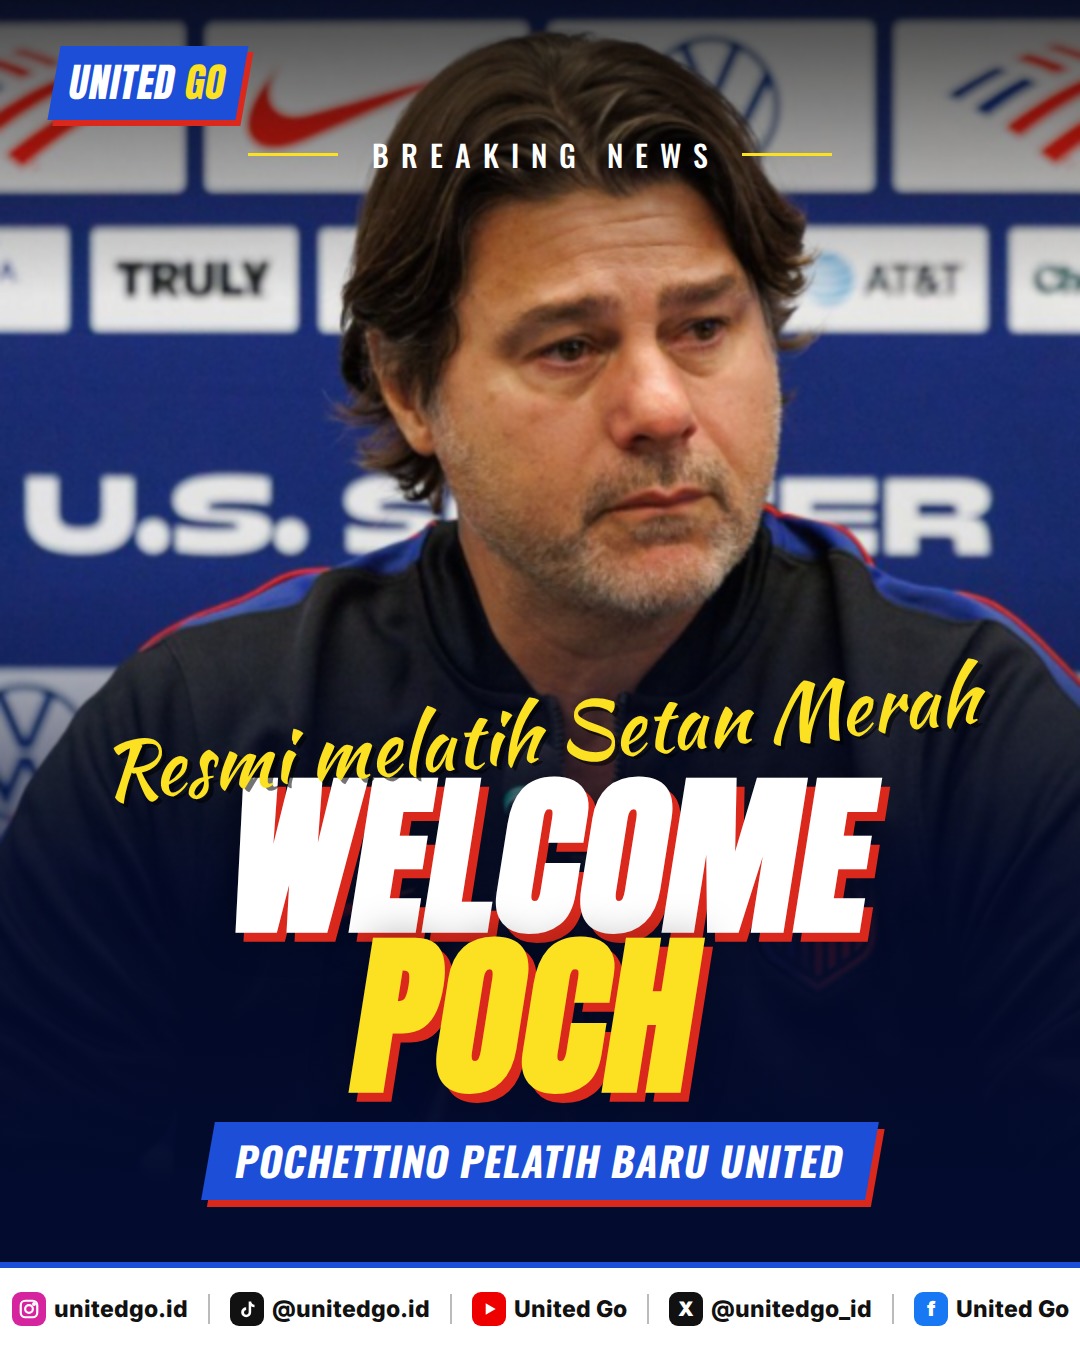 UNITED GO
BREAKING NEWS
TRULY
AT&T
U.S. S ER
Resmi melatih Setan Merah
WELCOME
POCH
POCHETTINO PELATIH BARU UNITED
unitedgo.id
@unitedgo.id
United Go
@unitedgo_id
United Go